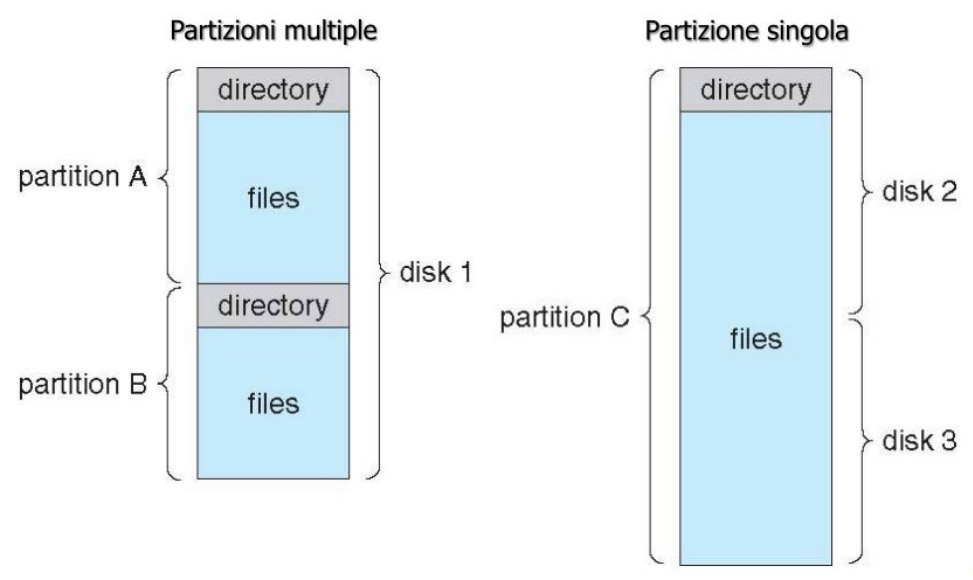 Partizioni multiple
directory
partition A
files
disk 1
directory
partition B
files
Partizione singola
directory
disk 2
partition C
files
disk 3